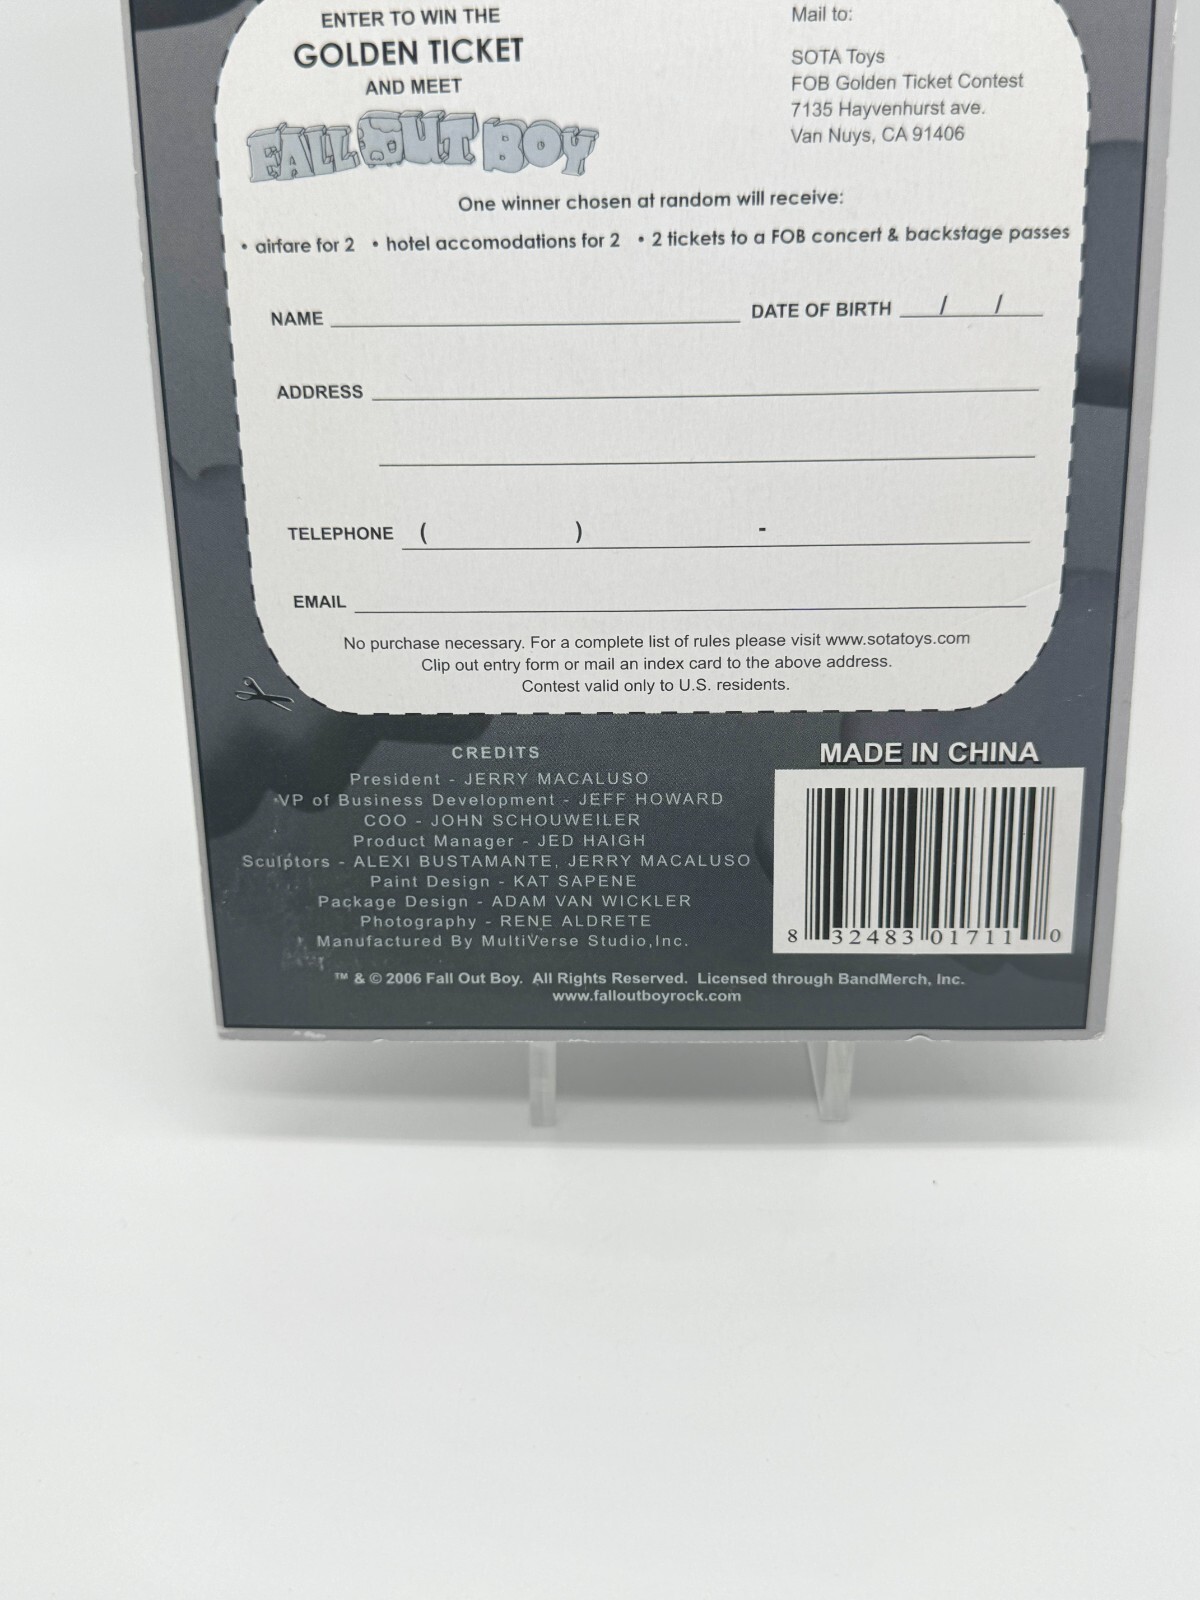 ENTER TO WIN THE
GOLDEN TICKET
AND MEET
FALL OUT BOY
Mail to:
SOTA Toys
FOB Golden Ticket Contest
7135 Hayvenhurst ave.
Van Nuys, CA 91406
One winner chosen at random will receive:
• airfare for 2 • hotel accomodations for 2 • 2 tickets to a FOB concert & backstage passes
NAME DATE OF BIRTH / /
ADDRESS
TELEPHONE ( ) -
EMAIL
No purchase necessary. For a complete list of rules please visit www.sotatoys.com
Clip out entry form or mail an index card to the above address.
Contest valid only to U.S. residents.
CREDITS
President - JERRY MACALUSO
VP of Business Development - JEFF HOWARD
COO - JOHN SCHOUWEILER
Product Manager - JED HAIGH
Sculptors - ALEXI BUSTAMANTE, JERRY MACALUSO
Paint Design - KAT SAPENE
Package Design - ADAM VAN WICKLER
Photography - RENE ALDRETE
Manufactured By MultiVerse Studio,Inc.
MADE IN CHINA
8 32483 01711 0
™ & © 2006 Fall Out Boy. All Rights Reserved. Licensed through BandMerch, Inc.
www.falloutboyrock.com